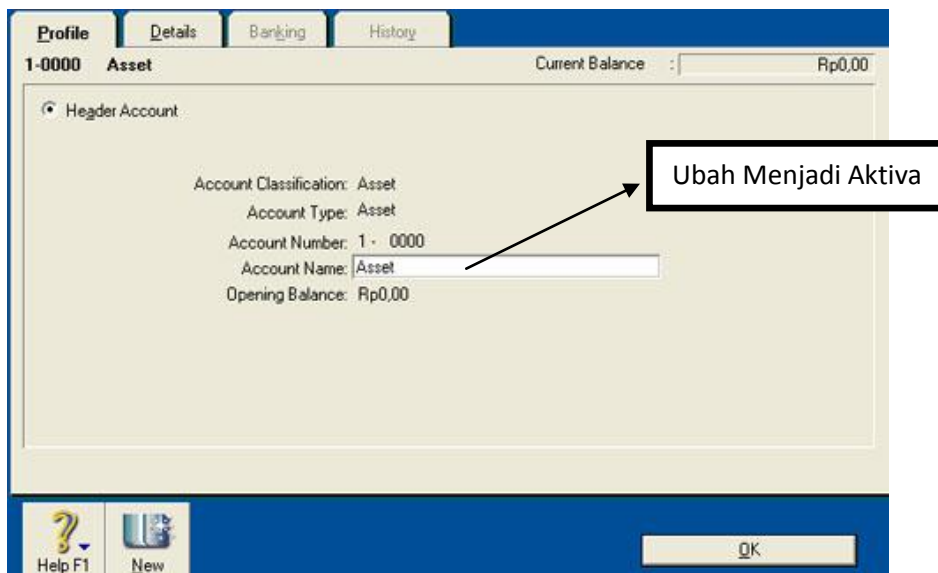 Profile Details Banking History
1-0000 Asset Current Balance : Rp0,00
Header Account
Ubah Menjadi Aktiva
Account Classification: Asset
Account Type: Asset
Account Number: 1 - 0000
Account Name: Asset
Opening Balance: Rp0,00
Help F1 New OK